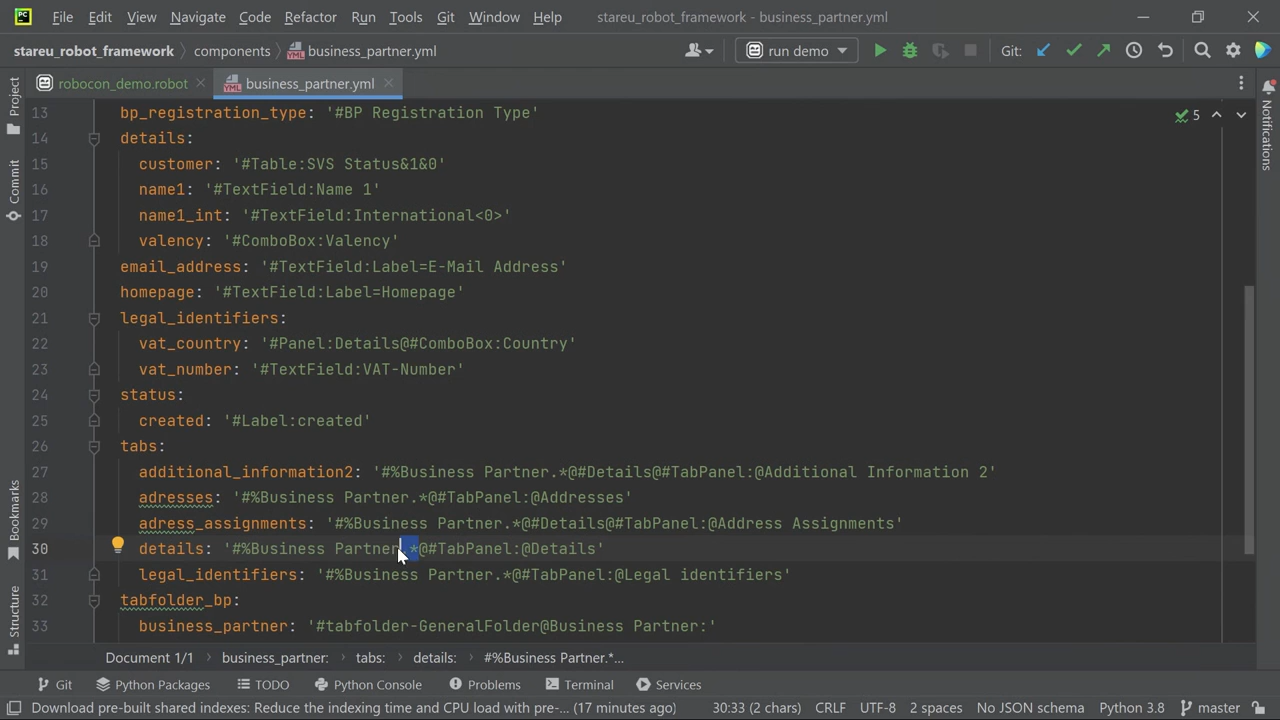 PC File Edit View Navigate Code Refactor Run Tools Git Window Help stareu_robot_framework - business_partner.yml
stareu_robot_framework components business_partner.yml run demo Git:
robocon_demo.robot business_partner.yml
Project
Commit
Bookmarks
Structure
Notifications
5
13 bp_registration_type: '#BP Registration Type'
14 details:
15 customer: '#Table:SVS Status&1&0'
16 name1: '#TextField:Name 1'
17 name1_int: '#TextField:International<0>'
18 valency: '#ComboBox:Valency'
19 email_address: '#TextField:Label=E-Mail Address'
20 homepage: '#TextField:Label=Homepage'
21 legal_identifiers:
22 vat_country: '#Panel:Details@#ComboBox:Country'
23 vat_number: '#TextField:VAT-Number'
24 status:
25 created: '#Label:created'
26 tabs:
27 additional_information2: '#%Business Partner.*@#Details@#TabPanel:@Additional Information 2'
28 adresses: '#%Business Partner.*@#TabPanel:@Addresses'
29 adress_assignments: '#%Business Partner.*@#Details@#TabPanel:@Address Assignments'
30 details: '#%Business Partner.*@#TabPanel:@Details'
31 legal_identifiers: '#%Business Partner.*@#TabPanel:@Legal identifiers'
32 tabfolder_bp:
33 business_partner: '#tabfolder-GeneralFolder@Business Partner:'
Document 1/1 business_partner: tabs: details: #%Business Partner.*...
Git Python Packages TODO Python Console Problems Terminal Services
Download pre-built shared indexes: Reduce the indexing time and CPU load with pre-... (17 minutes ago) 30:33 (2 chars) CRLF UTF-8 2 spaces No JSON schema Python 3.8 master